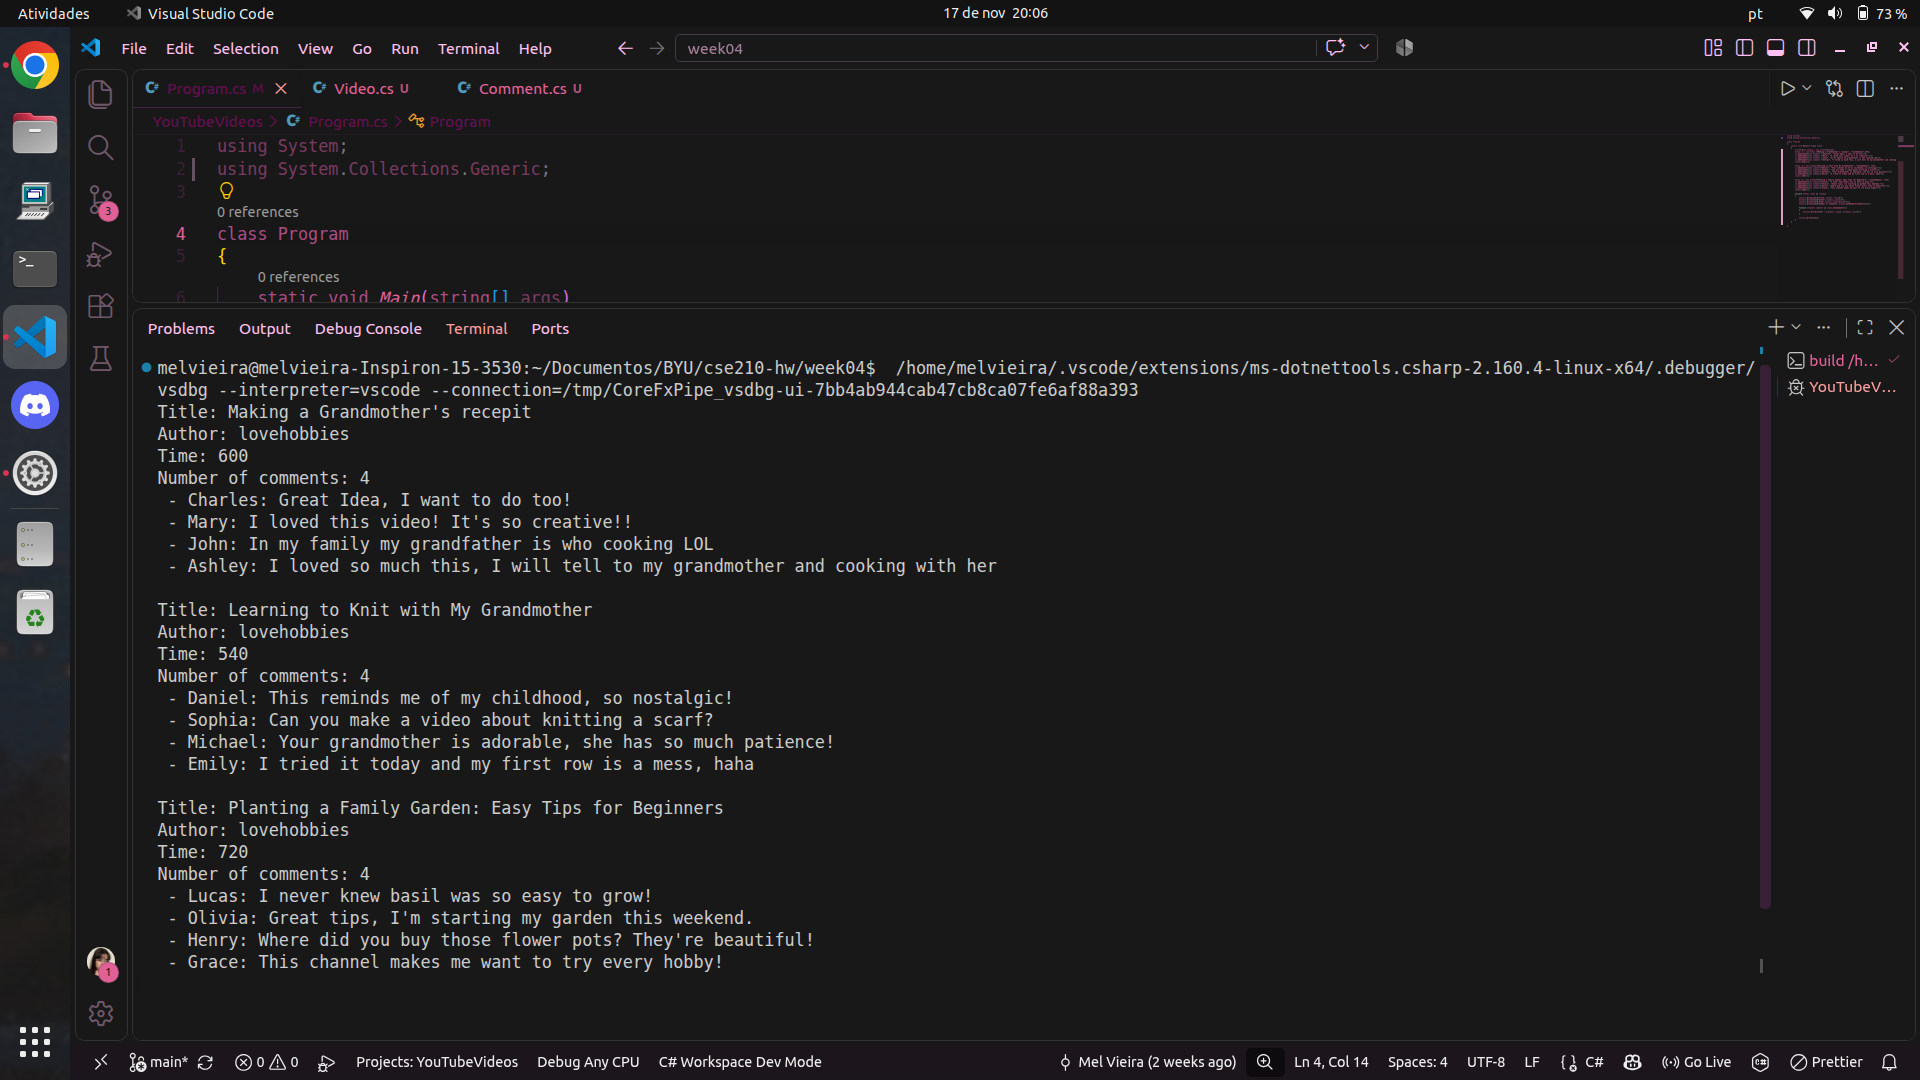 Atividades
Visual Studio Code
17 de nov 20:06
pt
73 %
File Edit Selection View Go Run Terminal Help
week04
Program.cs M
Video.cs U
Comment.cs U
YouTubeVideos > Program.cs > Program
1 using System;
2 using System.Collections.Generic;
3
0 references
4 class Program
5 {
0 references
6 static void Main(string[] args)
3
Problems Output Debug Console Terminal Ports
build /h...
YouTubeV...
melvieira@melvieira-Inspiron-15-3530:~/Documentos/BYU/cse210-hw/week04$ /home/melvieira/.vscode/extensions/ms-dotnettools.csharp-2.160.4-linux-x64/.debugger/
vsdbg --interpreter=vscode --connection=/tmp/CoreFxPipe_vsdbg-ui-7bb4ab944cab47cb8ca07fe6af88a393
Title: Making a Grandmother's recepit
Author: lovehobbies
Time: 600
Number of comments: 4
- Charles: Great Idea, I want to do too!
- Mary: I loved this video! It's so creative!!
- John: In my family my grandfather is who cooking LOL
- Ashley: I loved so much this, I will tell to my grandmother and cooking with her
Title: Learning to Knit with My Grandmother
Author: lovehobbies
Time: 540
Number of comments: 4
- Daniel: This reminds me of my childhood, so nostalgic!
- Sophia: Can you make a video about knitting a scarf?
- Michael: Your grandmother is adorable, she has so much patience!
- Emily: I tried it today and my first row is a mess, haha
Title: Planting a Family Garden: Easy Tips for Beginners
Author: lovehobbies
Time: 720
Number of comments: 4
- Lucas: I never knew basil was so easy to grow!
- Olivia: Great tips, I'm starting my garden this weekend.
- Henry: Where did you buy those flower pots? They're beautiful!
- Grace: This channel makes me want to try every hobby!
1
main* 0 0 Projects: YouTubeVideos Debug Any CPU C# Workspace Dev Mode Mel Vieira (2 weeks ago) Ln 4, Col 14 Spaces: 4 UTF-8 LF { } C# Go Live Prettier